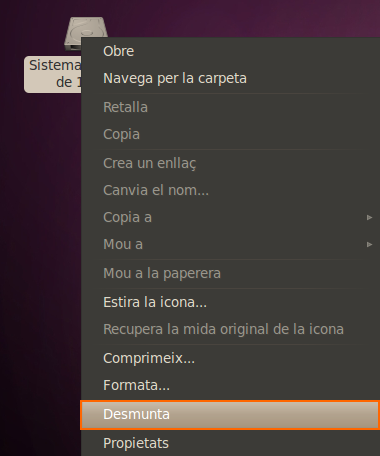 Sistema
de 1
Obre
Navega per la carpeta
Retalla
Copia
Crea un enllaç
Canvia el nom...
Copia a
Mou a
Mou a la paperera
Estira la icona...
Recupera la mida original de la icona
Comprimeix...
Formata...
Desmunta
Propietats